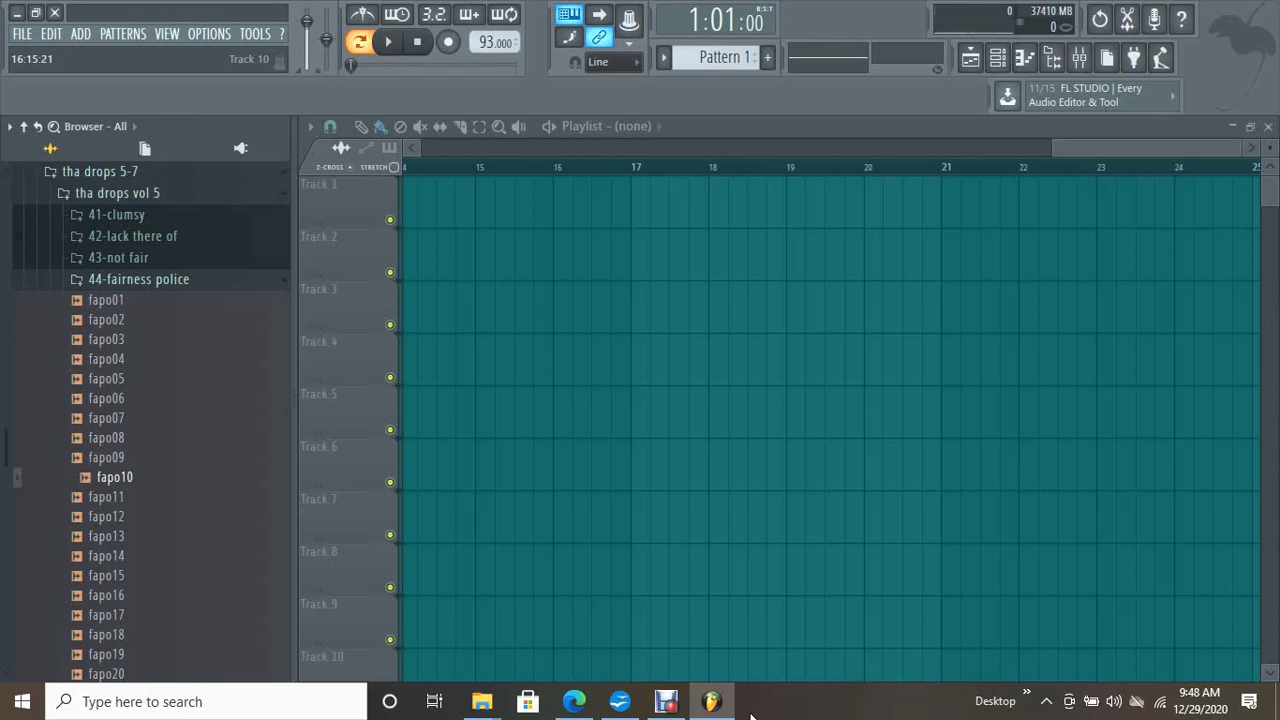 FILE EDIT ADD PATTERNS VIEW OPTIONS TOOLS ?
16:15:21 Track 10
3.2.
93.000
Line
1:01:00
B:S:T
Pattern 1
0 37410 MB
0
11/15 FL STUDIO | Every
Audio Editor & Tool
Browser - All
Playlist - (none)
Z-CROSS STRETCH
4 15 16 17 18 19 20 21 22 23 24 25
tha drops 5-7
tha drops vol 5
41-clumsy
42-lack there of
43-not fair
44-fairness police
fapo01
fapo02
fapo03
fapo04
fapo05
fapo06
fapo07
fapo08
fapo09
fapo10
fapo11
fapo12
fapo13
fapo14
fapo15
fapo16
fapo17
fapo18
fapo19
fapo20
Track 1
Track 2
Track 3
Track 4
Track 5
Track 6
Track 7
Track 8
Track 9
Track 10
Type here to search
Desktop
9:48 AM
12/29/2020